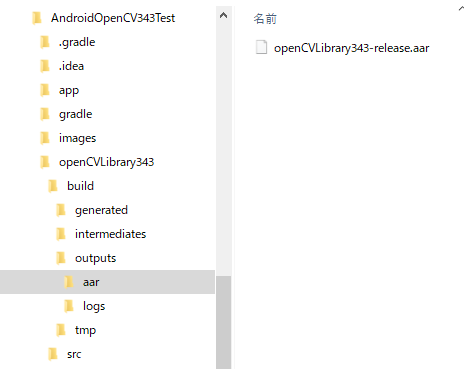 AndroidOpenCV343Test
.gradle
.idea
app
gradle
images
openCVLibrary343
build
generated
intermediates
outputs
aar
logs
tmp
src
名前
openCVLibrary343-release.aar